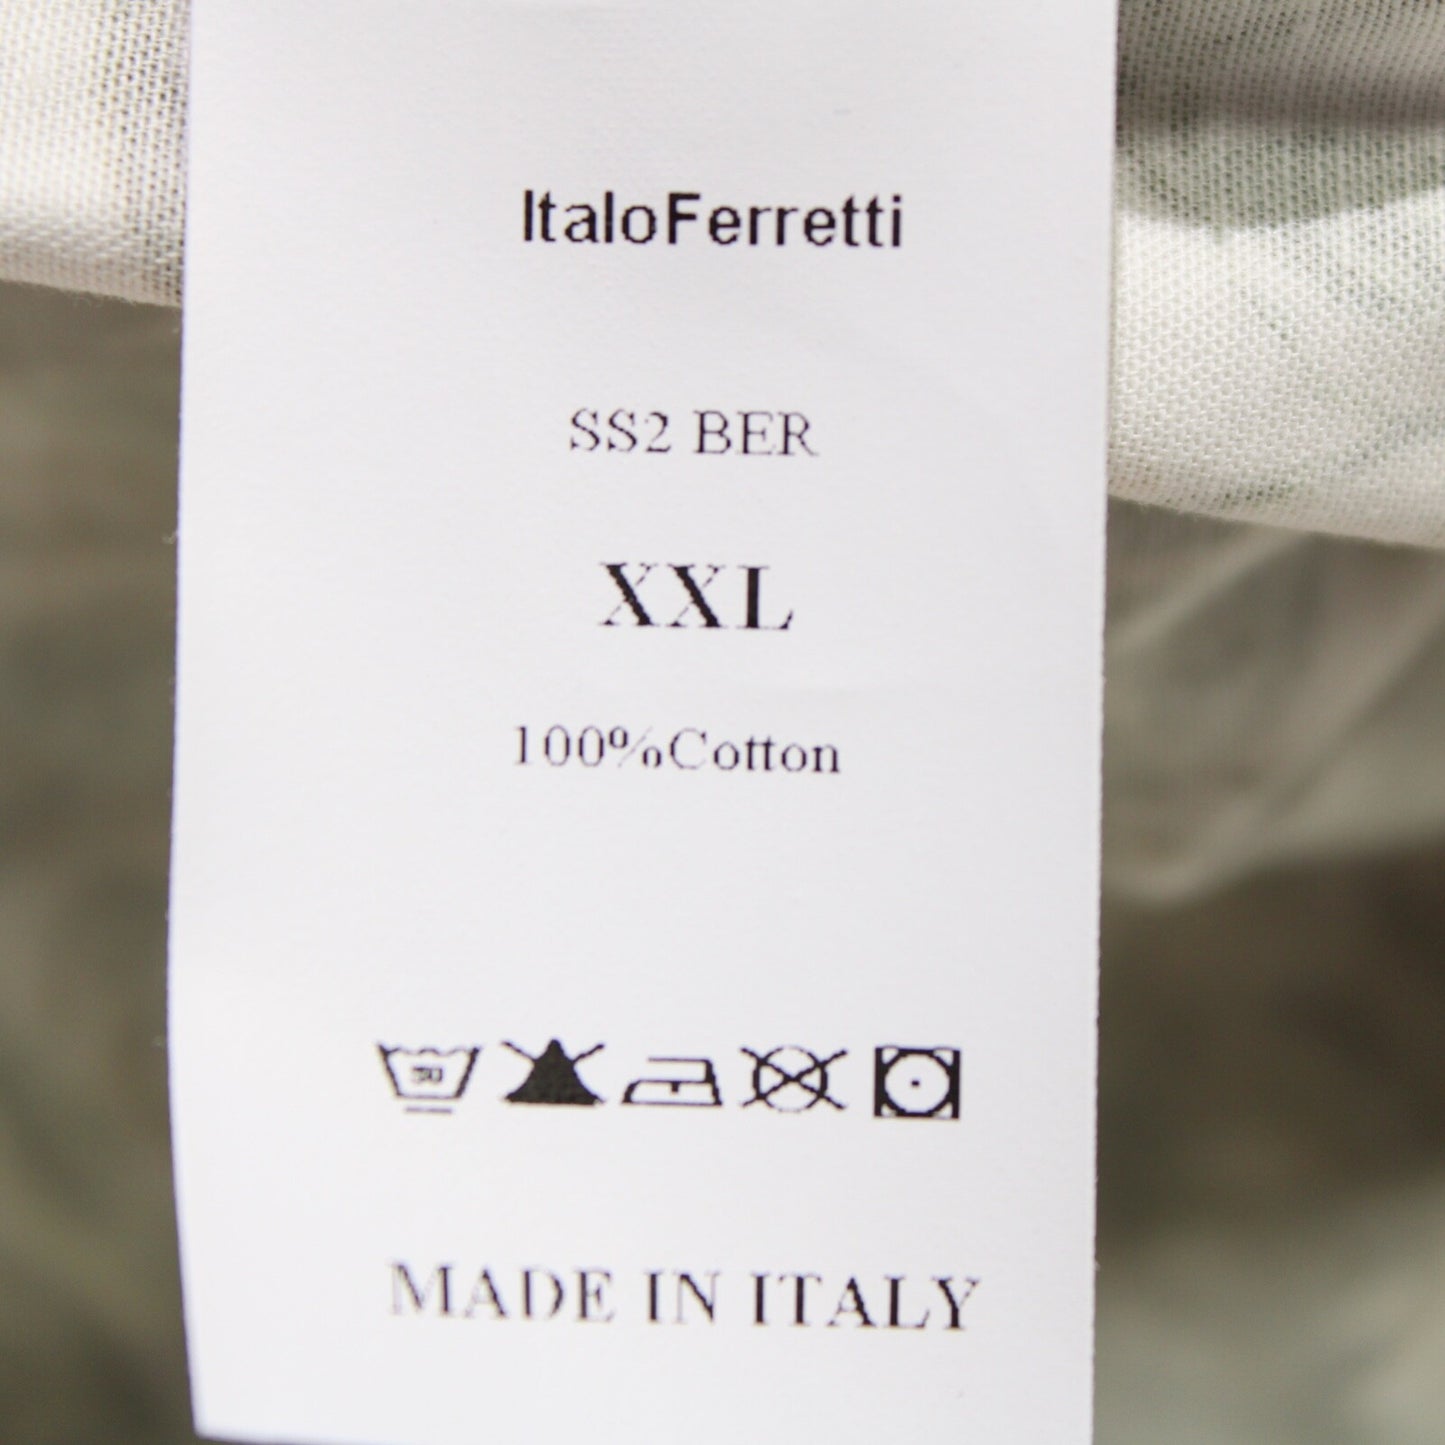 ItaloFerretti
SS2 BER
XXL
100%Cotton
MADE IN ITALY